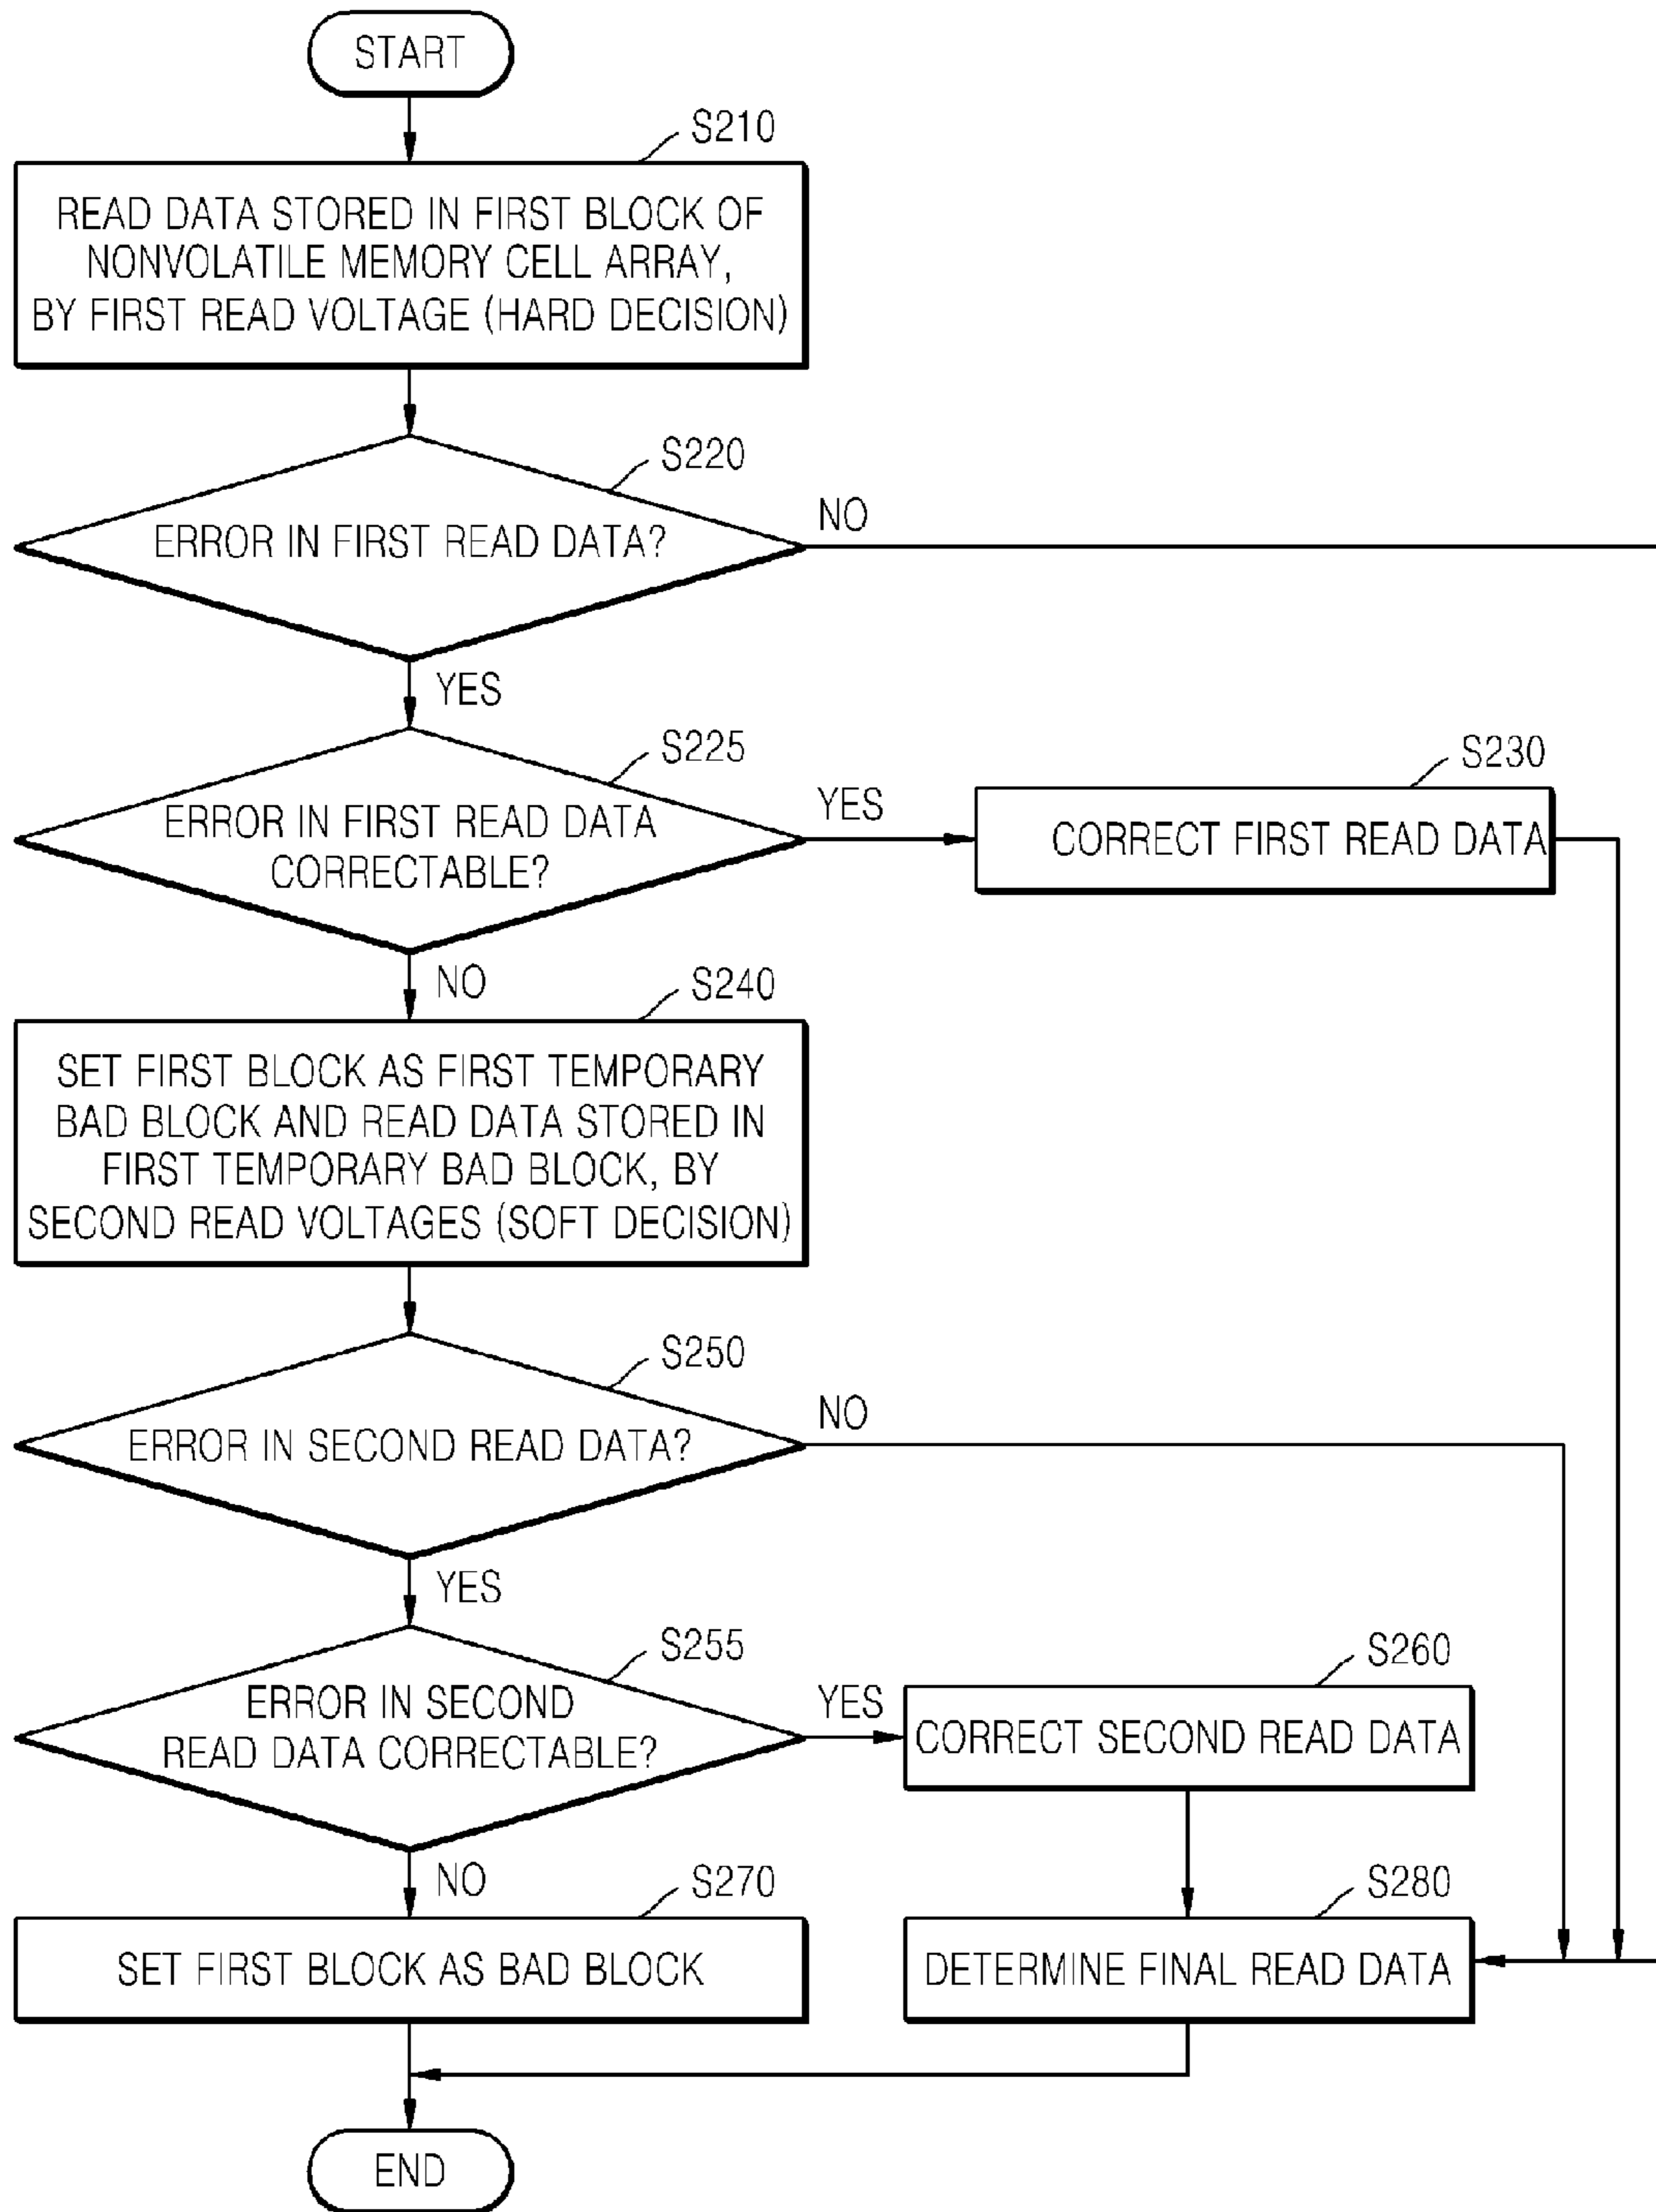 START
S210
READ DATA STORED IN FIRST BLOCK OF
NONVOLATILE MEMORY CELL ARRAY,
BY FIRST READ VOLTAGE (HARD DECISION)
S220
ERROR IN FIRST READ DATA?
NO
YES
S225
ERROR IN FIRST READ DATA
CORRECTABLE?
YES
S230
CORRECT FIRST READ DATA
NO
S240
SET FIRST BLOCK AS FIRST TEMPORARY
BAD BLOCK AND READ DATA STORED IN
FIRST TEMPORARY BAD BLOCK, BY
SECOND READ VOLTAGES (SOFT DECISION)
S250
ERROR IN SECOND READ DATA?
NO
YES
S255
ERROR IN SECOND
READ DATA CORRECTABLE?
YES
S260
CORRECT SECOND READ DATA
NO
S270
SET FIRST BLOCK AS BAD BLOCK
S280
DETERMINE FINAL READ DATA
END